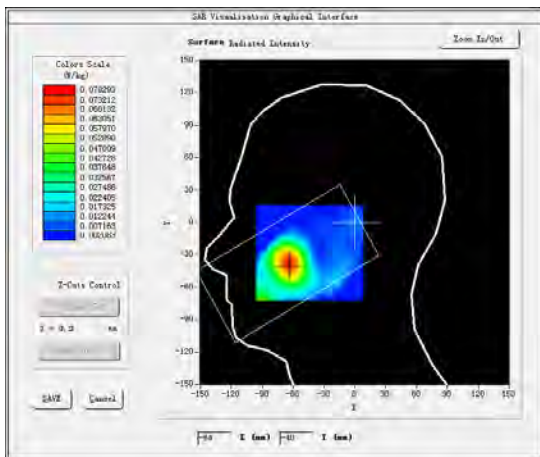 SAR Visualisation Graphical Interface
Surface Radiated Intensity
Zoom In/Out
Colors Scale
(W/kg)
0.078293
0.073212
0.068132
0.063051
0.057970
0.052890
0.047809
0.042728
0.037648
0.032567
0.027486
0.022405
0.017325
0.012244
0.007163
0.002083
150
120
90
60
30
0
-30
-60
-90
-120
-150
Y
-150 -120 -90 -60 -30 0 30 60 90 120 150
X
Z-Cuts Control
mm
SAVE Cancel
X (mm) -40 Y (mm)